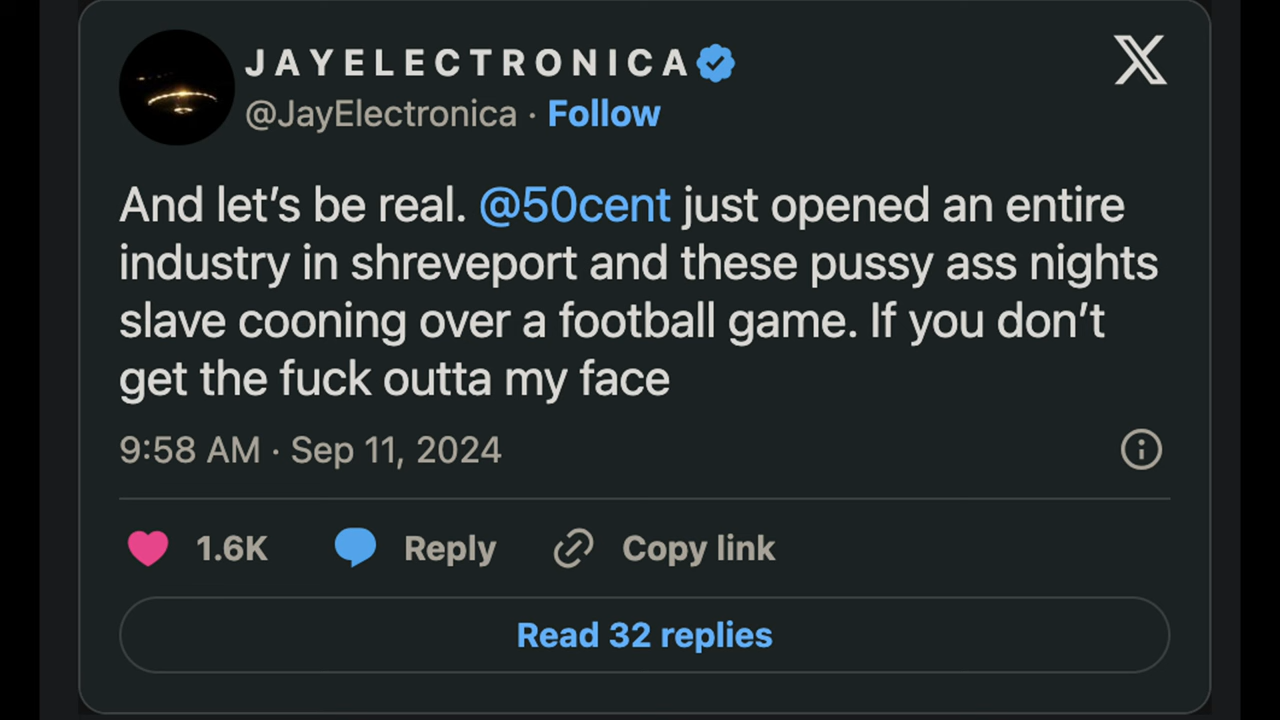 JAYELECTRONICA
@JayElectronica · Follow
And let’s be real. @50cent just opened an entire
industry in shreveport and these pussy ass nights
slave cooning over a football game. If you don’t
get the fuck outta my face
9:58 AM · Sep 11, 2024
1.6K Reply Copy link
Read 32 replies